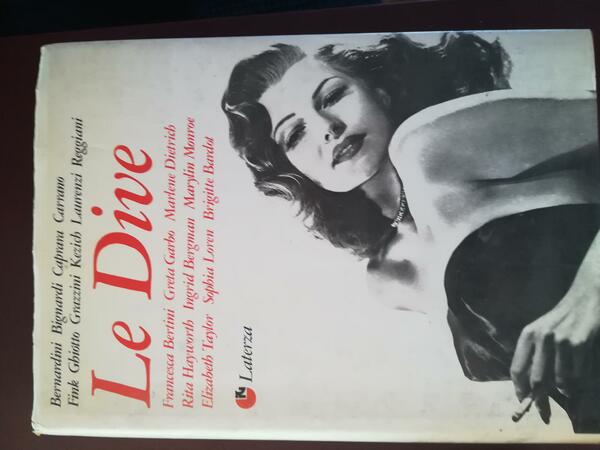 Bernardini Bignardi Caprara Carrano
Fink Ghiotto Grazzini Kezich Laurenzi Reggiani
Le Dive
Francesca Bertini Greta Garbo Marlene Dietrich
Rita Hayworth Ingrid Bergman Marylin Monroe
Elizabeth Taylor Sophia Loren Brigitte Bardot
Laterza